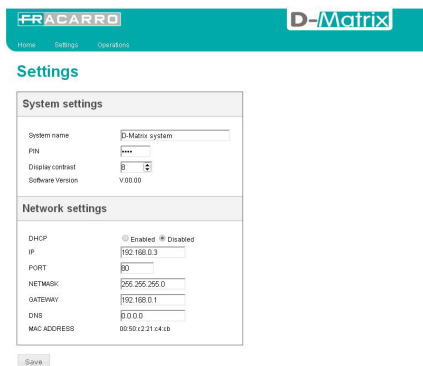 FRACARRO
D-Matrix
Home Settings Operations
Settings
System settings
System name D-Matrix system
PIN ••••
Display contrast 8
Software Version V.00.00
Network settings
DHCP Enabled Disabled
IP 192.168.0.3
PORT 80
NETMASK 255.255.255.0
GATEWAY 192.168.0.1
DNS 0.0.0.0
MAC ADDRESS 00:50:c2:21:c4:cb
Save